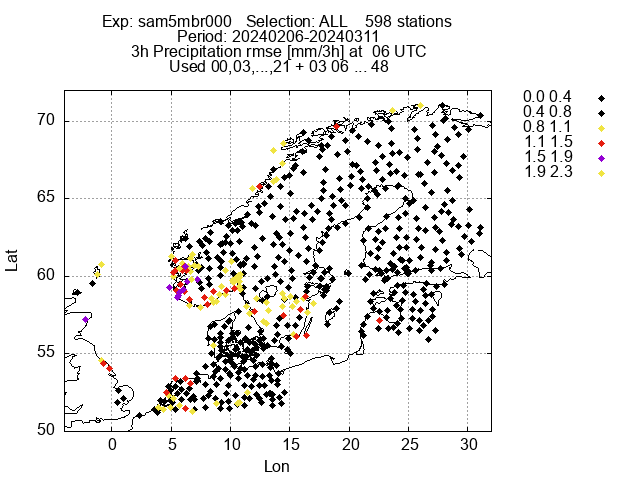 Exp: sam5mbr000 Selection: ALL 598 stations
Period: 20240206-20240311
3h Precipitation rmse [mm/3h] at 06 UTC
Used 00,03,...,21 + 03 06 ... 48
0.0 0.4
0.4 0.8
0.8 1.1
1.1 1.5
1.5 1.9
1.9 2.3
70
65
60
55
50
Lat
0 5 10 15 20 25 30
Lon